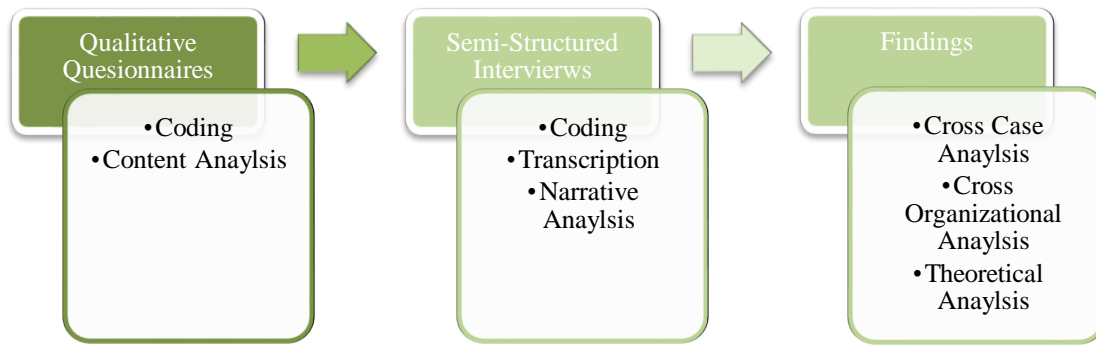 Qualitative
Quesionnaires
•Coding
•Content Anaylsis
Semi-Structured
Intervierws
•Coding
•Transcription
•Narrative
Anaylsis
Findings
•Cross Case
Anaylsis
•Cross
Organizational
Anaylsis
•Theoretical
Anaylsis